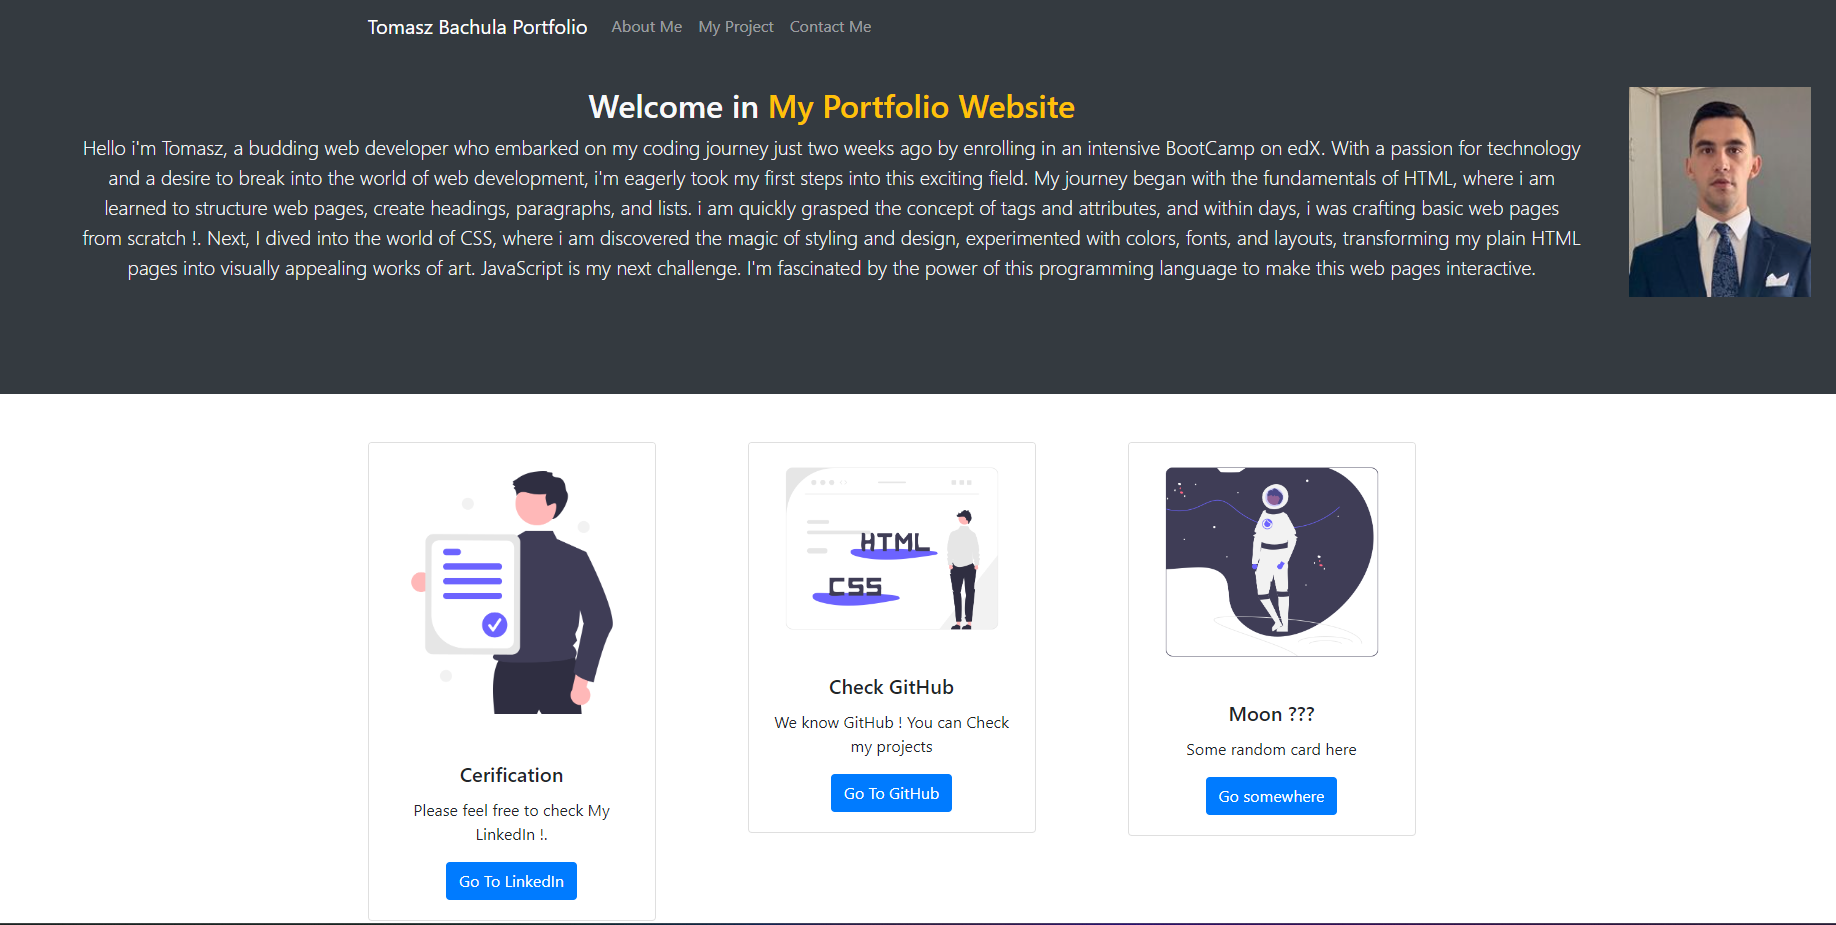 Tomasz Bachula Portfolio About Me My Project Contact Me
Welcome in My Portfolio Website
Hello i'm Tomasz, a budding web developer who embarked on my coding journey just two weeks ago by enrolling in an intensive BootCamp on edX. With a passion for technology
and a desire to break into the world of web development, i'm eagerly took my first steps into this exciting field. My journey began with the fundamentals of HTML, where i am
learned to structure web pages, create headings, paragraphs, and lists. i am quickly grasped the concept of tags and attributes, and within days, i was crafting basic web pages
from scratch !. Next, I dived into the world of CSS, where i am discovered the magic of styling and design, experimented with colors, fonts, and layouts, transforming my plain HTML
pages into visually appealing works of art. JavaScript is my next challenge. I'm fascinated by the power of this programming language to make this web pages interactive.
Cerification
Please feel free to check My
LinkedIn !.
Go To LinkedIn
HTML
CSS
Check GitHub
We know GitHub ! You can Check
my projects
Go To GitHub
Moon ???
Some random card here
Go somewhere